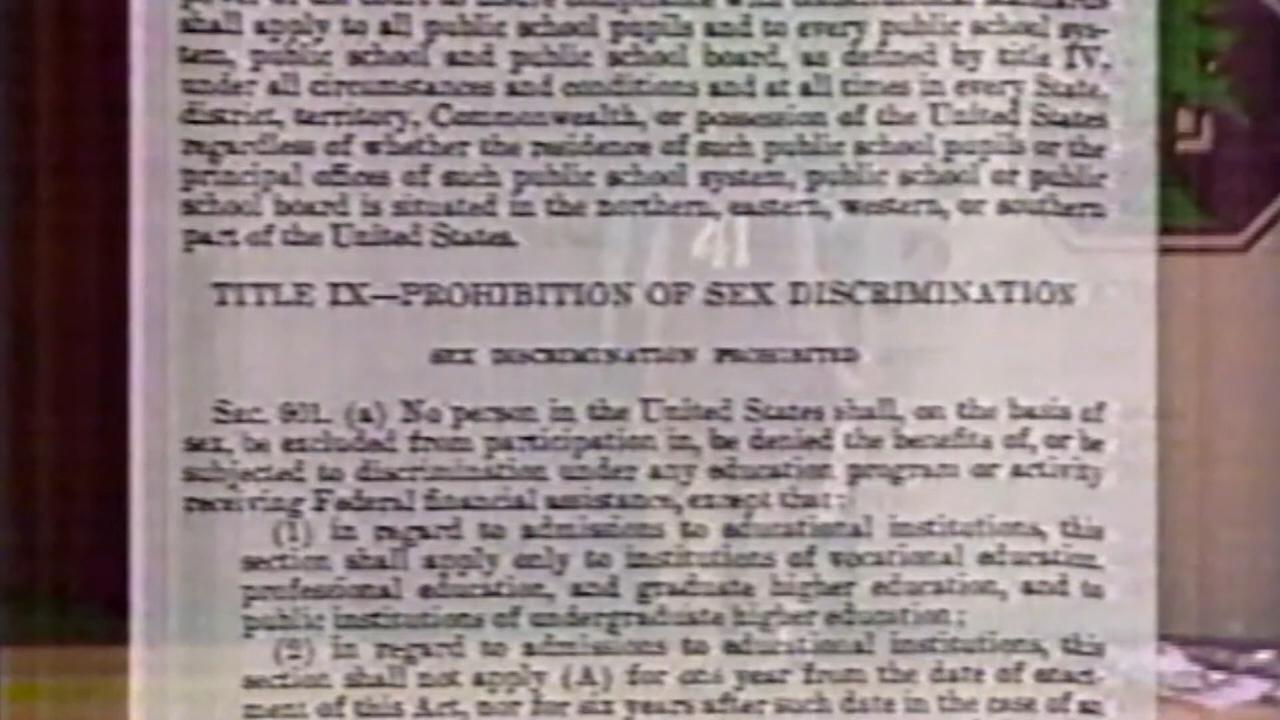 shall apply to all public school pupils and to every public school sys-
tem, public school and public school board, as defined by title IV,
under all circumstances and conditions and at all times in every State,
district, territory, Commonwealth, or possession of the United States
regardless of whether the residence of such public school pupils or the
principal offices of such public school system, public school or public
school board is situated in the northern, eastern, western, or southern
part of the United States.
41
TITLE IX—PROHIBITION OF SEX DISCRIMINATION
SEX DISCRIMINATION PROHIBITED
Sec. 901. (a) No person in the United States shall, on the basis of
sex, be excluded from participation in, be denied the benefits of, or be
subjected to discrimination under any education program or activity
receiving Federal financial assistance, except that:
(1) in regard to admissions to educational institutions, this
section shall apply only to institutions of vocational education,
professional education, and graduate higher education, and to
public institutions of undergraduate higher education;
(2) in regard to admissions to educational institutions, this
section shall not apply (A) for one year from the date of enact-
ment of this Act, nor for six years after such date in the case of an